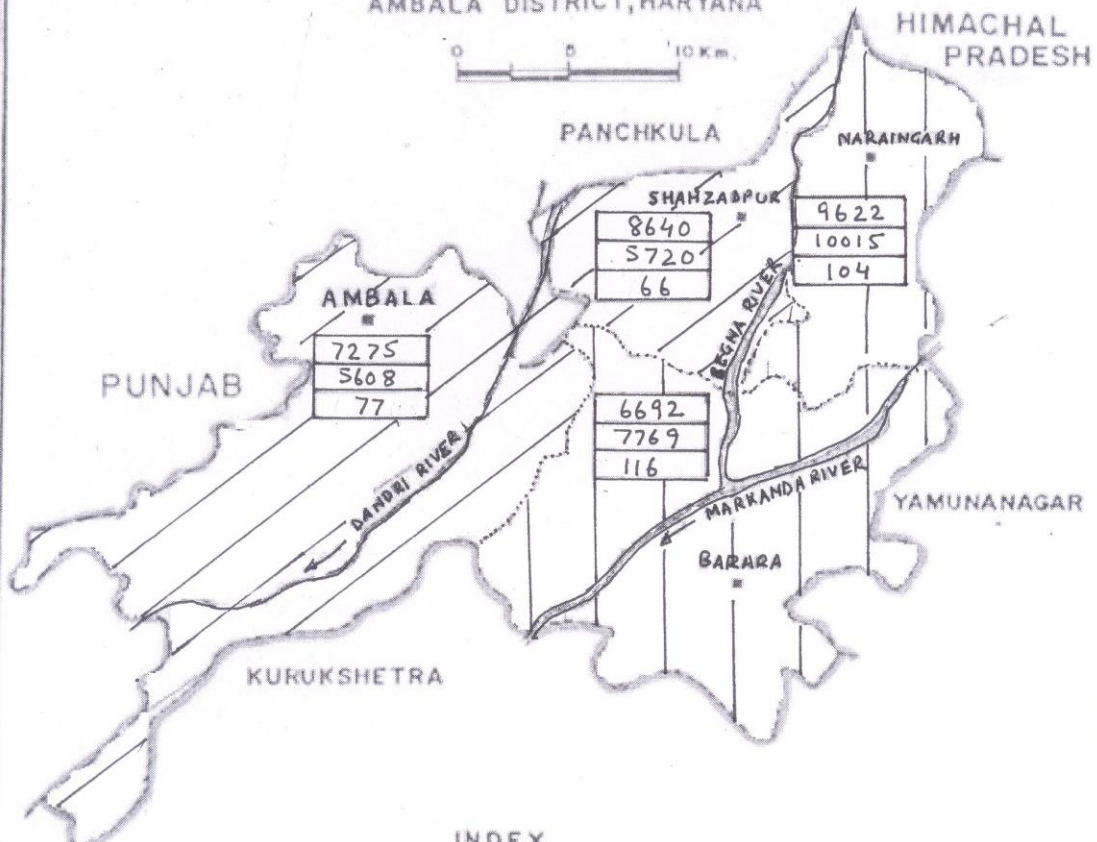 AMBALA DISTRICT, HARYANA
0 5 10 Km.
HIMACHAL
PRADESH
PANCHKULA
NARAINGARH
SHAHZADPUR
8640
5720
66
9622
10015
104
AMBALA
7275
5608
77
PUNJAB
BEGNA RIVER
6692
7769
116
DANDRI RIVER
MARKANDA RIVER
YAMUNANAGAR
BARARA
KURUKSHETRA
INDEX